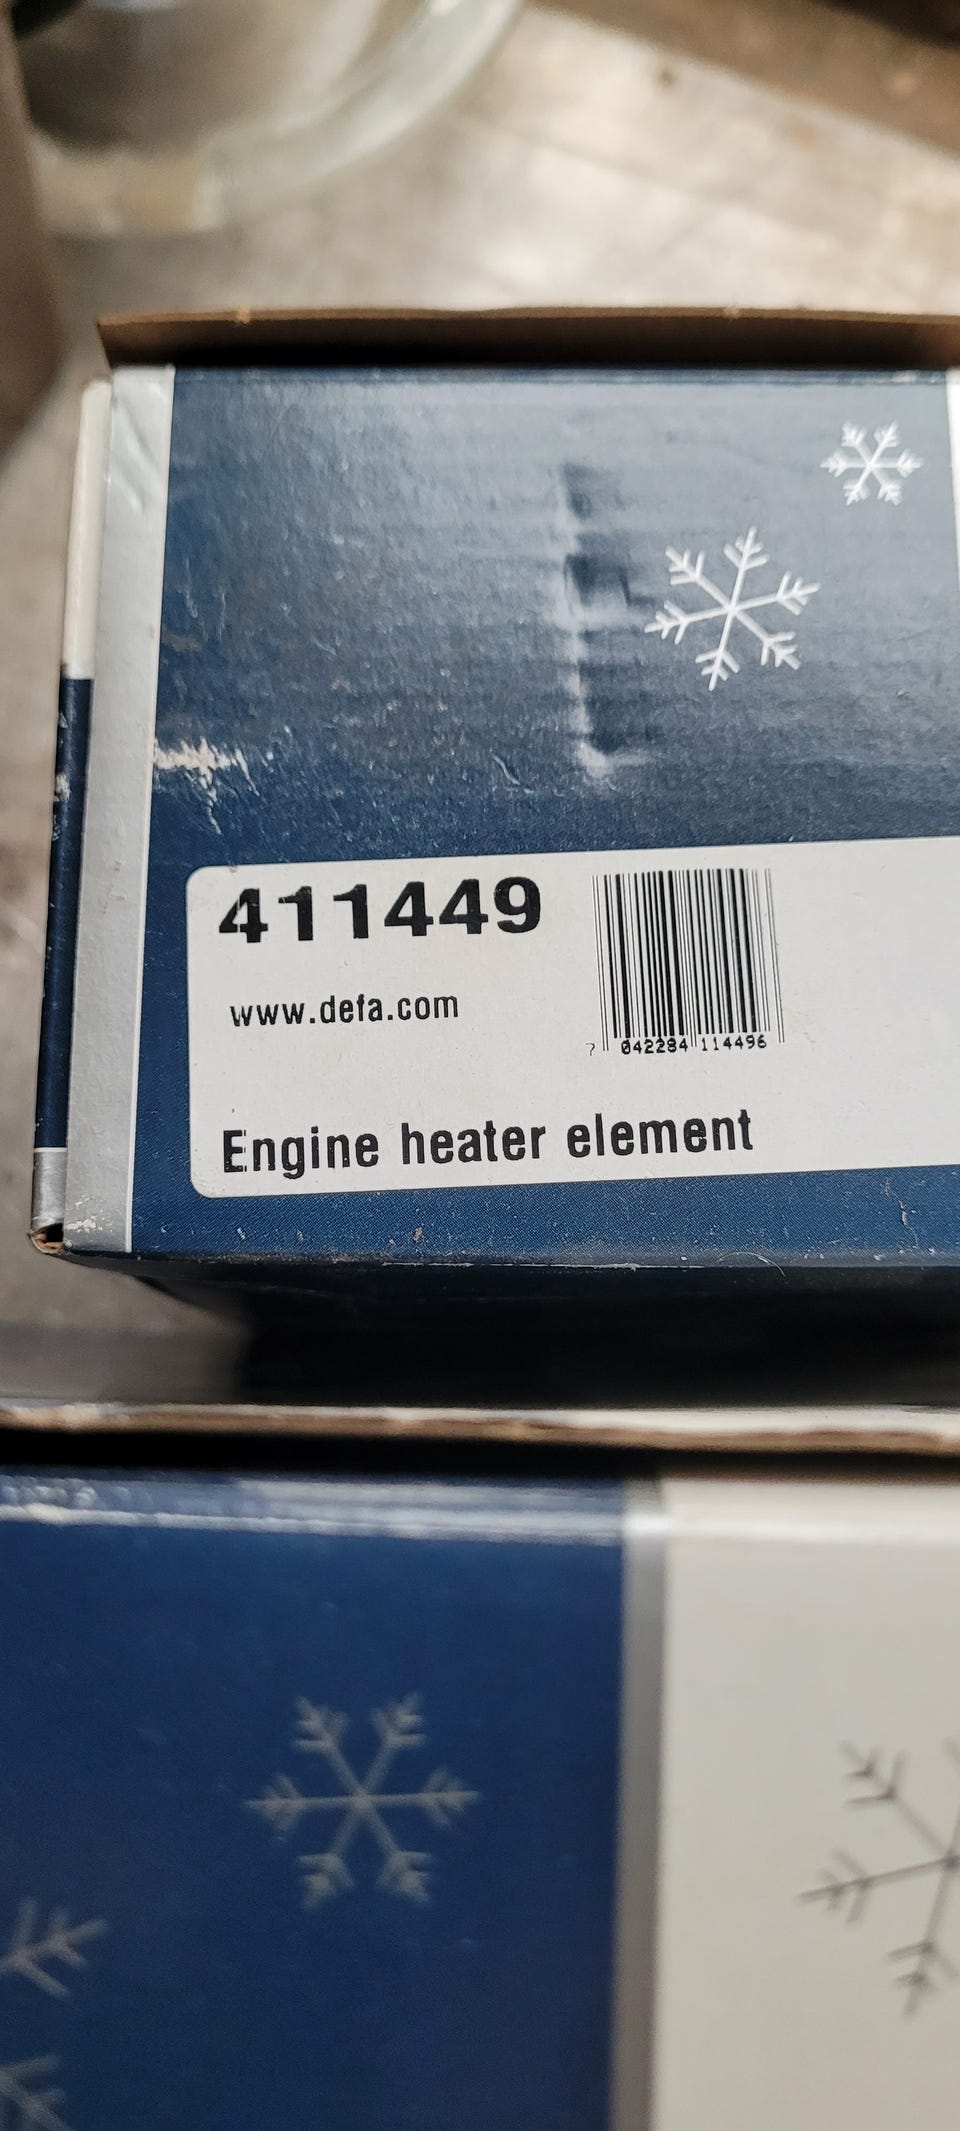 411449
www.defa.com
7 042284 114496
Engine heater element